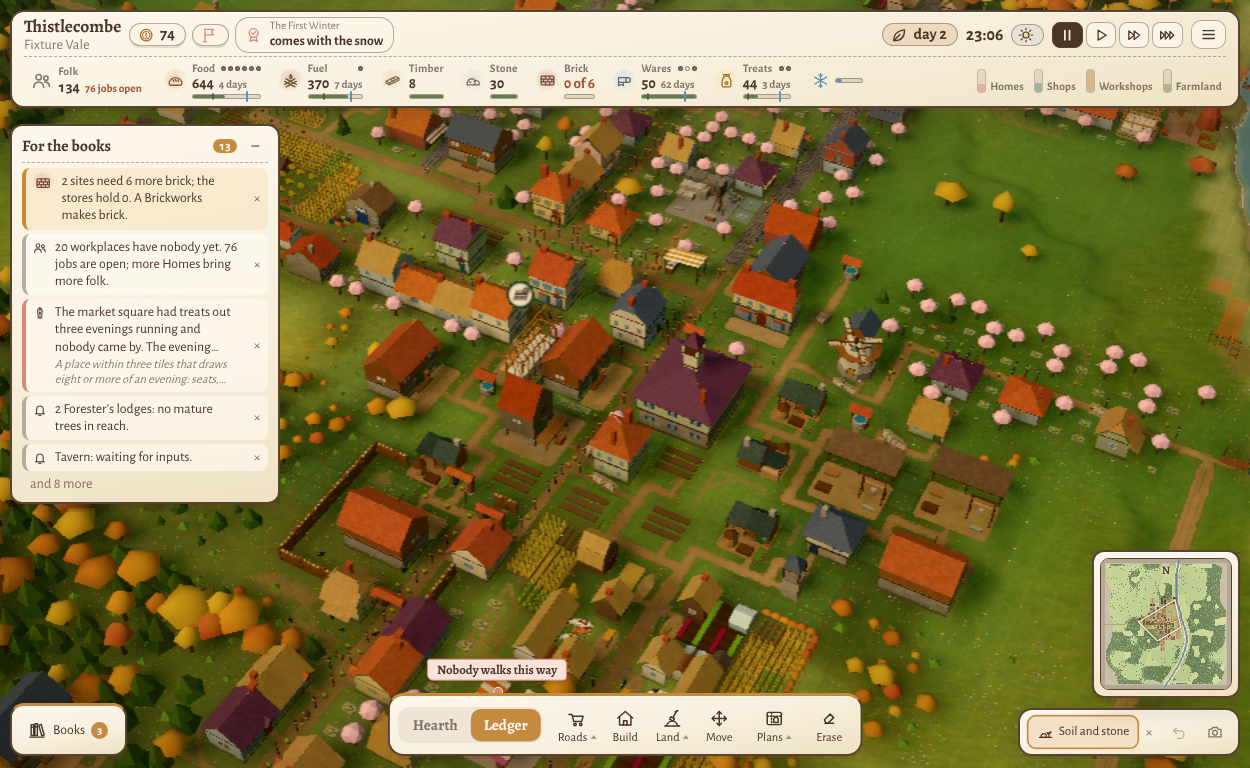 Thistlecombe
Fixture Vale
74
The First Winter
comes with the snow
day 2
23:06
Folk
134 76 jobs open
Food
644 4 days
Fuel
370 7 days
Timber
8
Stone
30
Brick
0 of 6
Wares
50 62 days
Treats
44 3 days
Homes
Shops
Workshops
Farmland
For the books
13
2 sites need 6 more brick; the
stores hold 0. A Brickworks
makes brick.
20 workplaces have nobody yet. 76
jobs are open; more Homes bring
more folk.
The market square had treats out
three evenings running and
nobody came by. The evening...
A place within three tiles that draws
eight or more of an evening: seats,...
2 Forester's lodges: no mature
trees in reach.
Tavern: waiting for inputs.
and 8 more
Nobody walks this way
N
Books 3
Hearth
Ledger
Roads
Build
Land
Move
Plans
Erase
Soil and stone